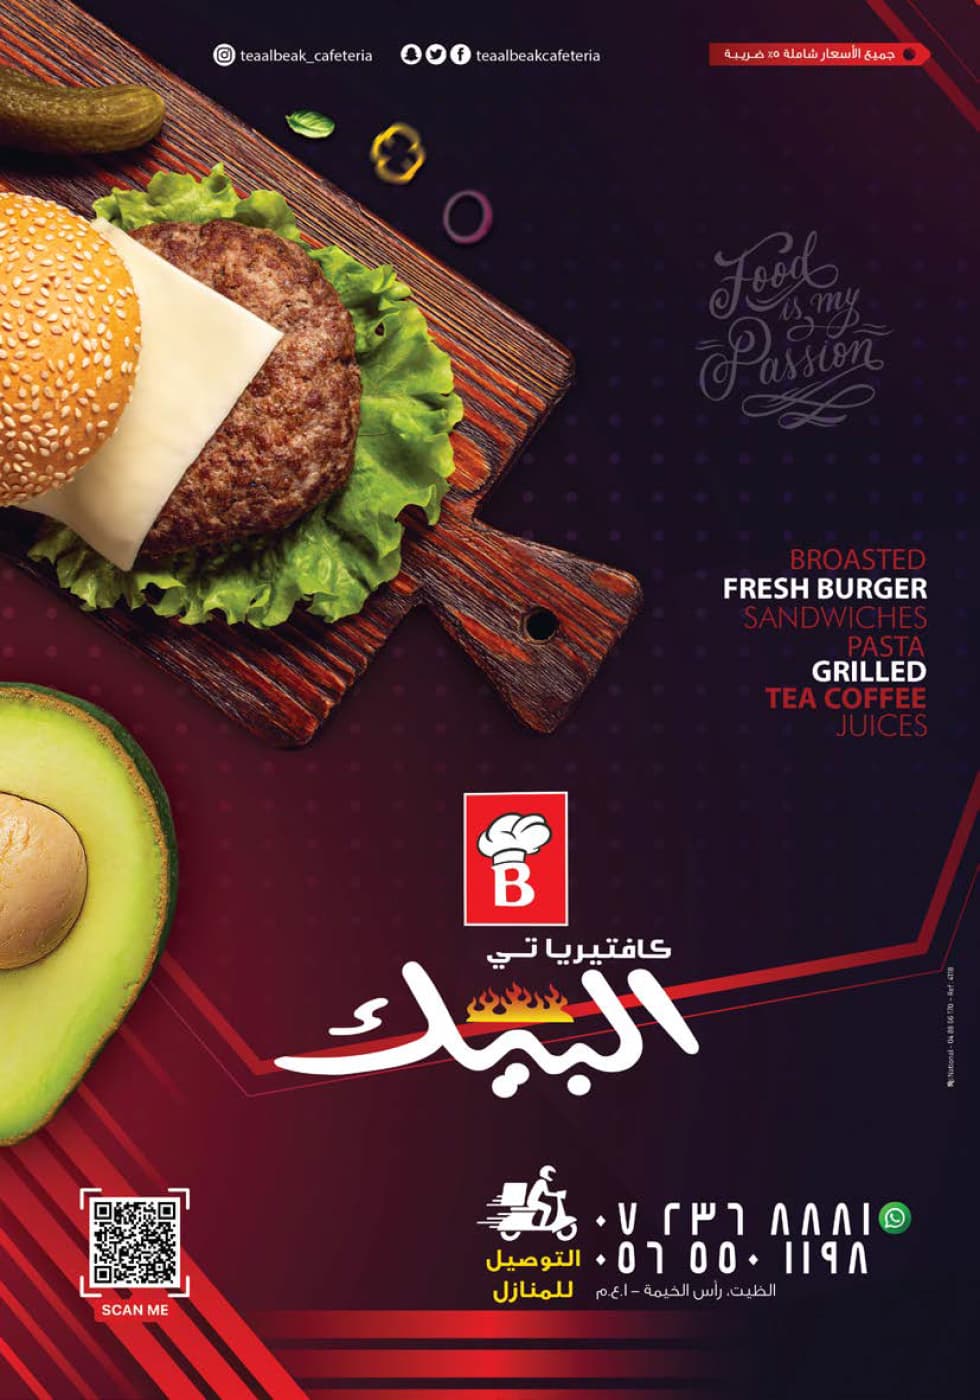 teaalbeak_cafeteria
teaalbeakcafeteria
جميع الأسعار شاملة ٥٪ ضريبة
Food
is my
Passion
BROASTED
FRESH BURGER
SANDWICHES
PASTA
GRILLED
TEA COFFEE
JUICES
B
كافتيريا تي
البيك
٠٧ ٢٣٦ ٨٨٨١
٠٥٦ ٥٥٠ ١١٩٨
التوصيل
للمنازل
الظيت، رأس الخيمة – ا.ع.م
SCAN ME